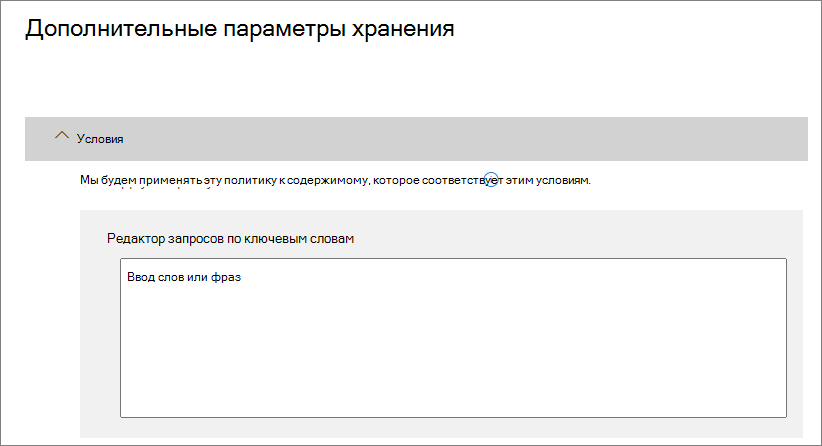 Дополнительные параметры хранения
Условия
Мы будем применять эту политику к содержимому, которое соответствует этим условиям.
Редактор запросов по ключевым словам
Ввод слов или фраз